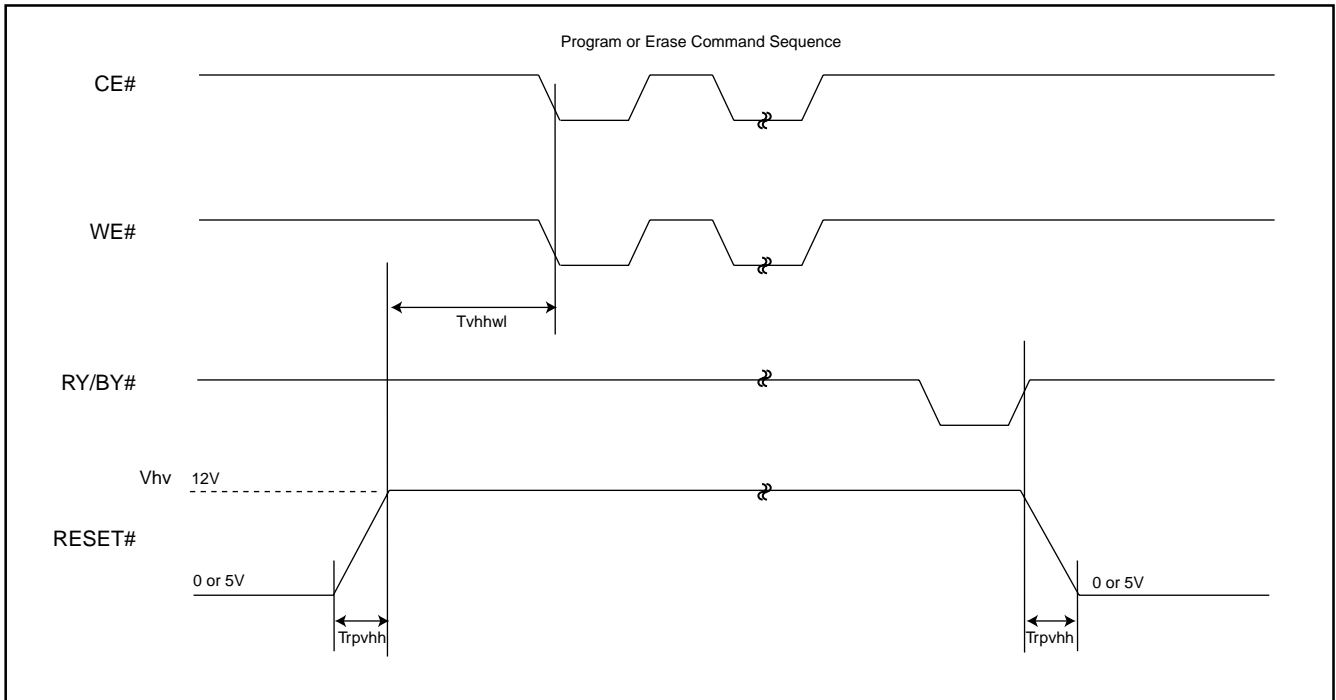 Program or Erase Command Sequence
CE#
WE#
Tvhhwl
RY/BY#
Vhv 12V
RESET#
0 or 5V
0 or 5V
Trpvhh
Trpvhh